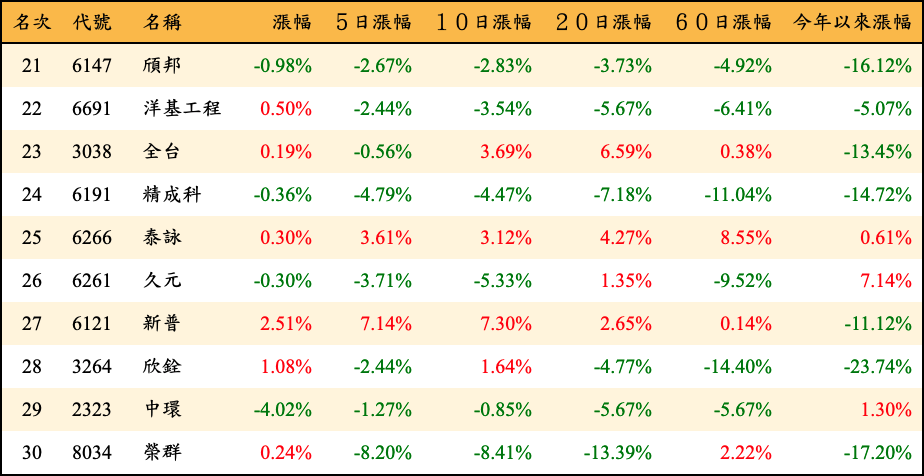 名次 代號 名稱 漲幅 5日漲幅 10日漲幅 20日漲幅 60日漲幅 今年以來漲幅
21 6147 頎邦 -0.98% -2.67% -2.83% -3.73% -4.92% -16.12%
22 6691 洋基工程 0.50% -2.44% -3.54% -5.67% -6.41% -5.07%
23 3038 全台 0.19% -0.56% 3.69% 6.59% 0.38% -13.45%
24 6191 精成科 -0.36% -4.79% -4.47% -7.18% -11.04% -14.72%
25 6266 泰詠 0.30% 3.61% 3.12% 4.27% 8.55% 0.61%
26 6261 久元 -0.30% -3.71% -5.33% 1.35% -9.52% 7.14%
27 6121 新普 2.51% 7.14% 7.30% 2.65% 0.14% -11.12%
28 3264 欣銓 1.08% -2.44% 1.64% -4.77% -14.40% -23.74%
29 2323 中環 -4.02% -1.27% -0.85% -5.67% -5.67% 1.30%
30 8034 榮群 0.24% -8.20% -8.41% -13.39% 2.22% -17.20%